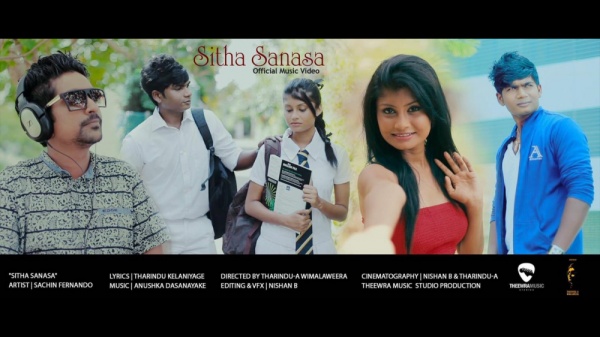 Sitha Sanasa
Official Music Video
"SITHA SANASA"
ARTIST | SACHIN FERNANDO
LYRICS | THARINDU KELANIYAGE
MUSIC | ANUSHKA DASANAYAKE
DIRECTED BY THARINDU-A WIMALAWEERA
EDITING & VFX | NISHAN B
CINEMATOGRAPHY | NISHAN B & THARINDU-A
THEEWRA MUSIC STUDIO PRODUCTION
THEEWRAMUSIC